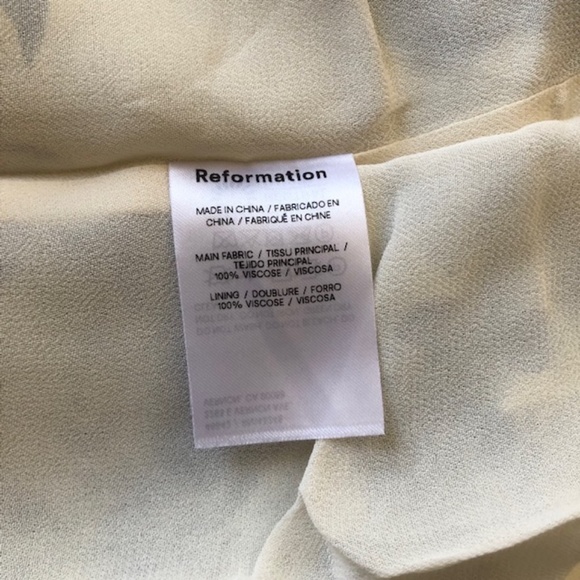 Reformation
MADE IN CHINA / FABRICADO EN
CHINA / FABRIQUÉ EN CHINE
MAIN FABRIC / TISSU PRINCIPAL /
TEJIDO PRINCIPAL
100% VISCOSE / VISCOSA
LINING / DOUBLURE / FORRO
100% VISCOSE / VISCOSA